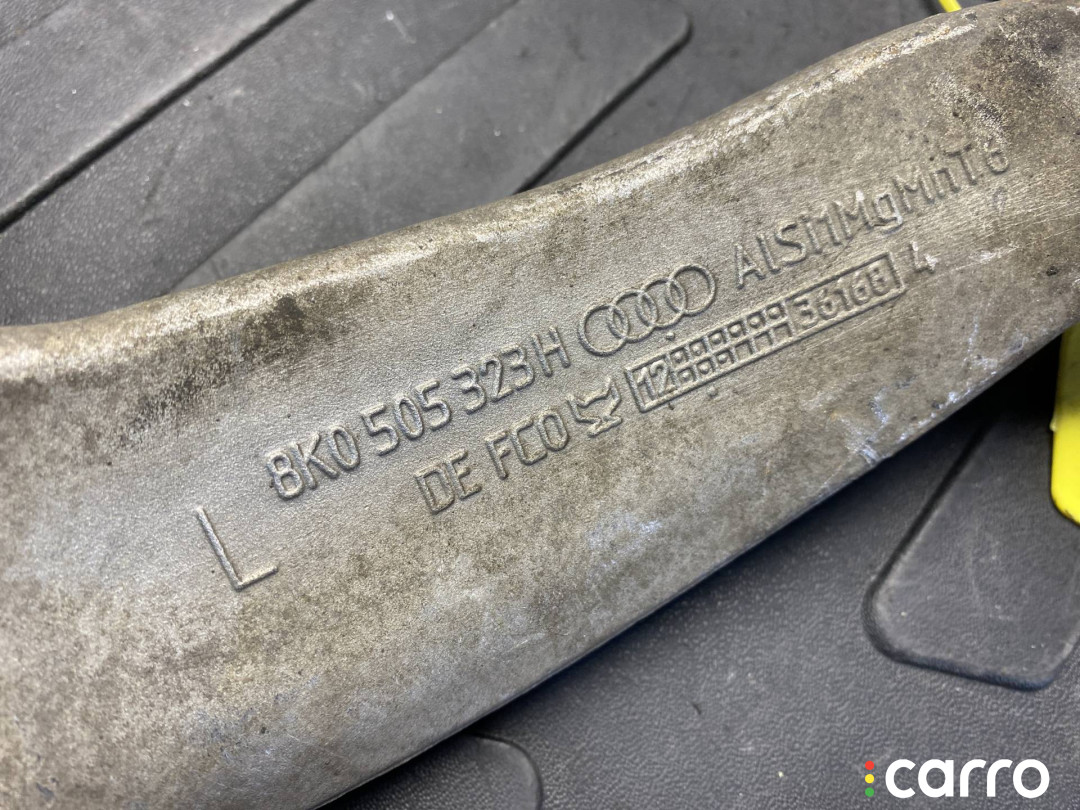 8K0 505 323 H AlSi1MgMnT6
L DE FCO 12 36168 4
carro